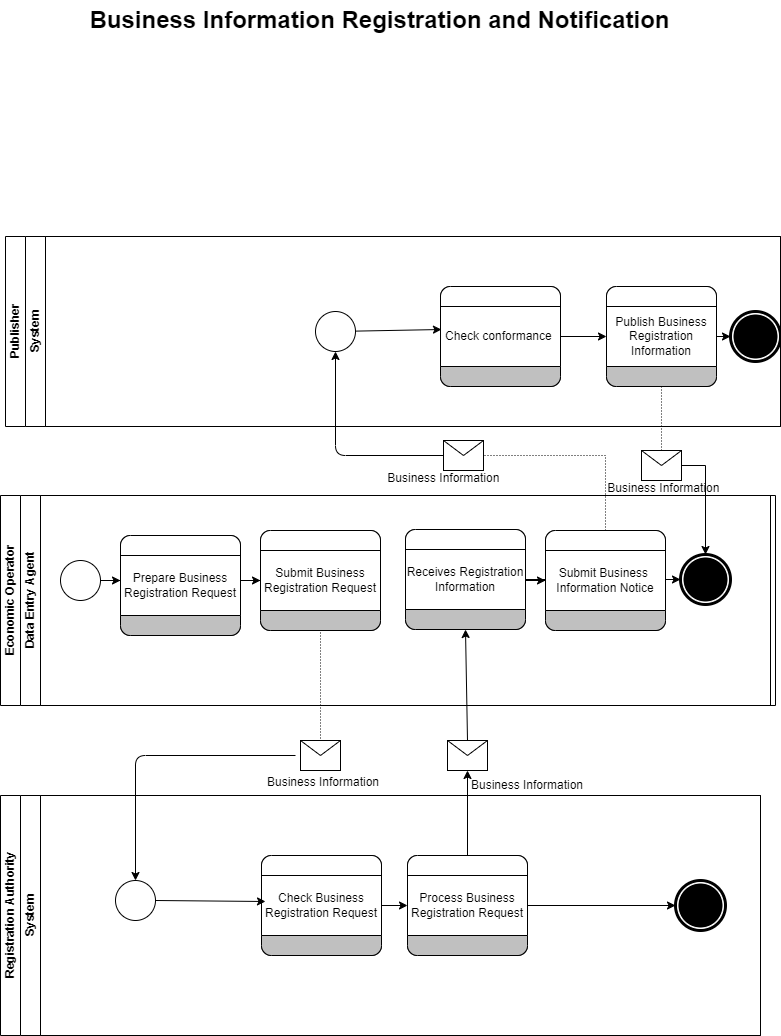 Business Information Registration and Notification
Publisher
System
Check conformance
Publish Business
Registration
Information
Business Information
Business Information
Economic Operator
Data Entry Agent
Prepare Business
Registration Request
Submit Business
Registration Request
Receives Registration
Information
Submit Business
Information Notice
Business Information
Business Information
Registration Authority
System
Check Business
Registration Request
Process Business
Registration Request